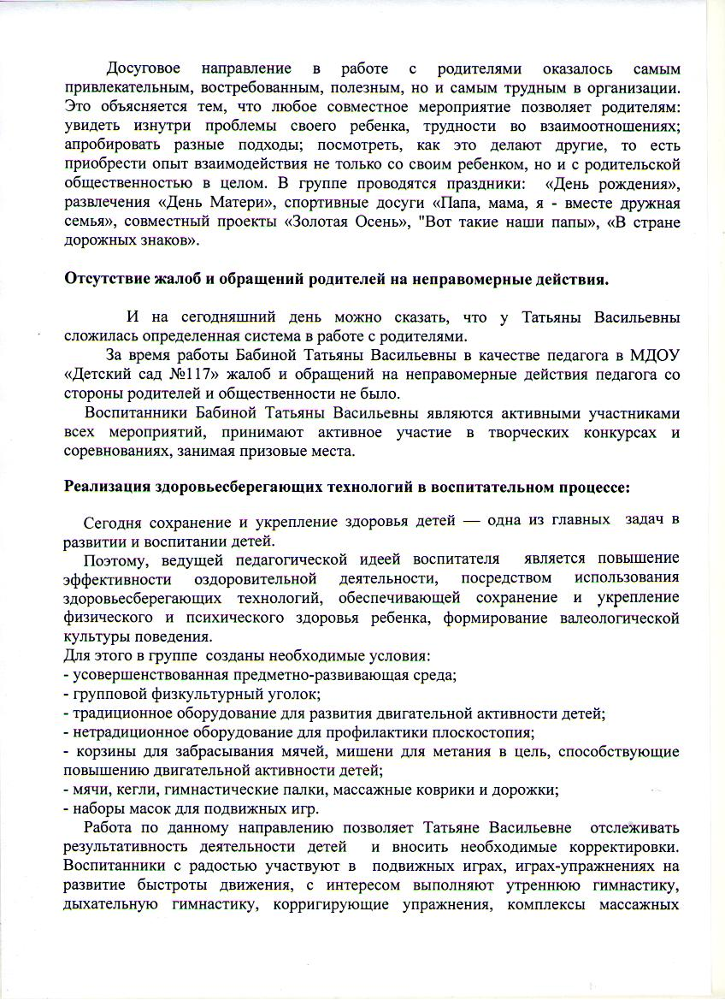 Досуговое направление в работе с родителями оказалось самым
привлекательным, востребованным, полезным, но и самым трудным в организации.
Это объясняется тем, что любое совместное мероприятие позволяет родителям:
увидеть изнутри проблемы своего ребенка, трудности во взаимоотношениях;
апробировать разные подходы; посмотреть, как это делают другие, то есть
приобрести опыт взаимодействия не только со своим ребенком, но и с родительской
общественностью в целом. В группе проводятся праздники: «День рождения»,
развлечения «День Матери», спортивные досуги «Папа, мама, я - вместе дружная
семья», совместный проекты «Золотая Осень», "Вот такие наши папы», «В стране
дорожных знаков».
Отсутствие жалоб и обращений родителей на неправомерные действия.
И на сегодняшний день можно сказать, что у Татьяны Васильевны
сложилась определенная система в работе с родителями.
За время работы Бабиной Татьяны Васильевны в качестве педагога в МДОУ
«Детский сад №117» жалоб и обращений на неправомерные действия педагога со
стороны родителей и общественности не было.
Воспитанники Бабиной Татьяны Васильевны являются активными участниками
всех мероприятий, принимают активное участие в творческих конкурсах и
соревнованиях, занимая призовые места.
Реализация здоровьесберегающих технологий в воспитательном процессе:
Сегодня сохранение и укрепление здоровья детей — одна из главных задач в
развитии и воспитании детей.
Поэтому, ведущей педагогической идеей воспитателя является повышение
эффективности оздоровительной деятельности, посредством использования
здоровьесберегающих технологий, обеспечивающей сохранение и укрепление
физического и психического здоровья ребенка, формирование валеологической
культуры поведения.
Для этого в группе созданы необходимые условия:
- усовершенствованная предметно-развивающая среда;
- групповой физкультурный уголок;
- традиционное оборудование для развития двигательной активности детей;
- нетрадиционное оборудование для профилактики плоскостопия;
- корзины для забрасывания мячей, мишени для метания в цель, способствующие
повышению двигательной активности детей;
- мячи, кегли, гимнастические палки, массажные коврики и дорожки;
- наборы масок для подвижных игр.
Работа по данному направлению позволяет Татьяне Васильевне отслеживать
результативность деятельности детей и вносить необходимые корректировки.
Воспитанники с радостью участвуют в подвижных играх, играх-упражнениях на
развитие быстроты движения, с интересом выполняют утреннюю гимнастику,
дыхательную гимнастику, корригирующие упражнения, комплексы массажных